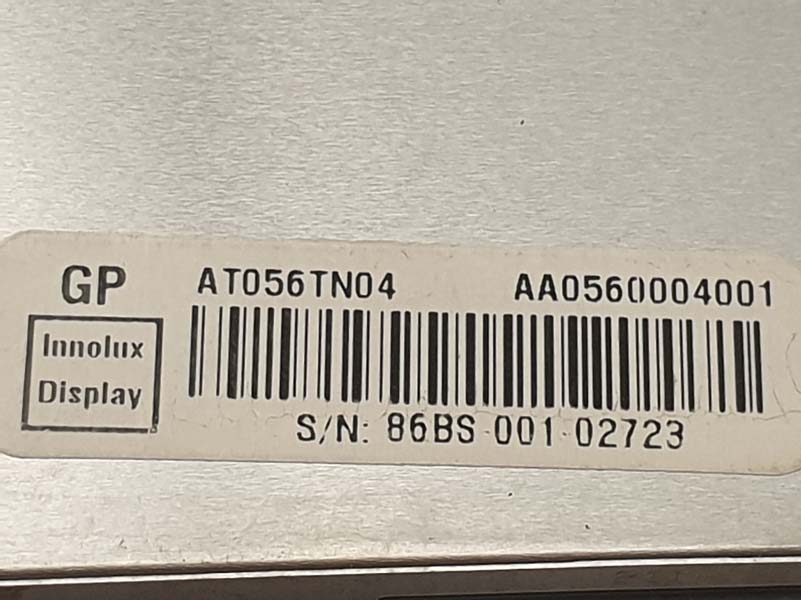 GP
AT056TN04 AA0560004001
Innolux
Display
S/N: 86BS-001-02723